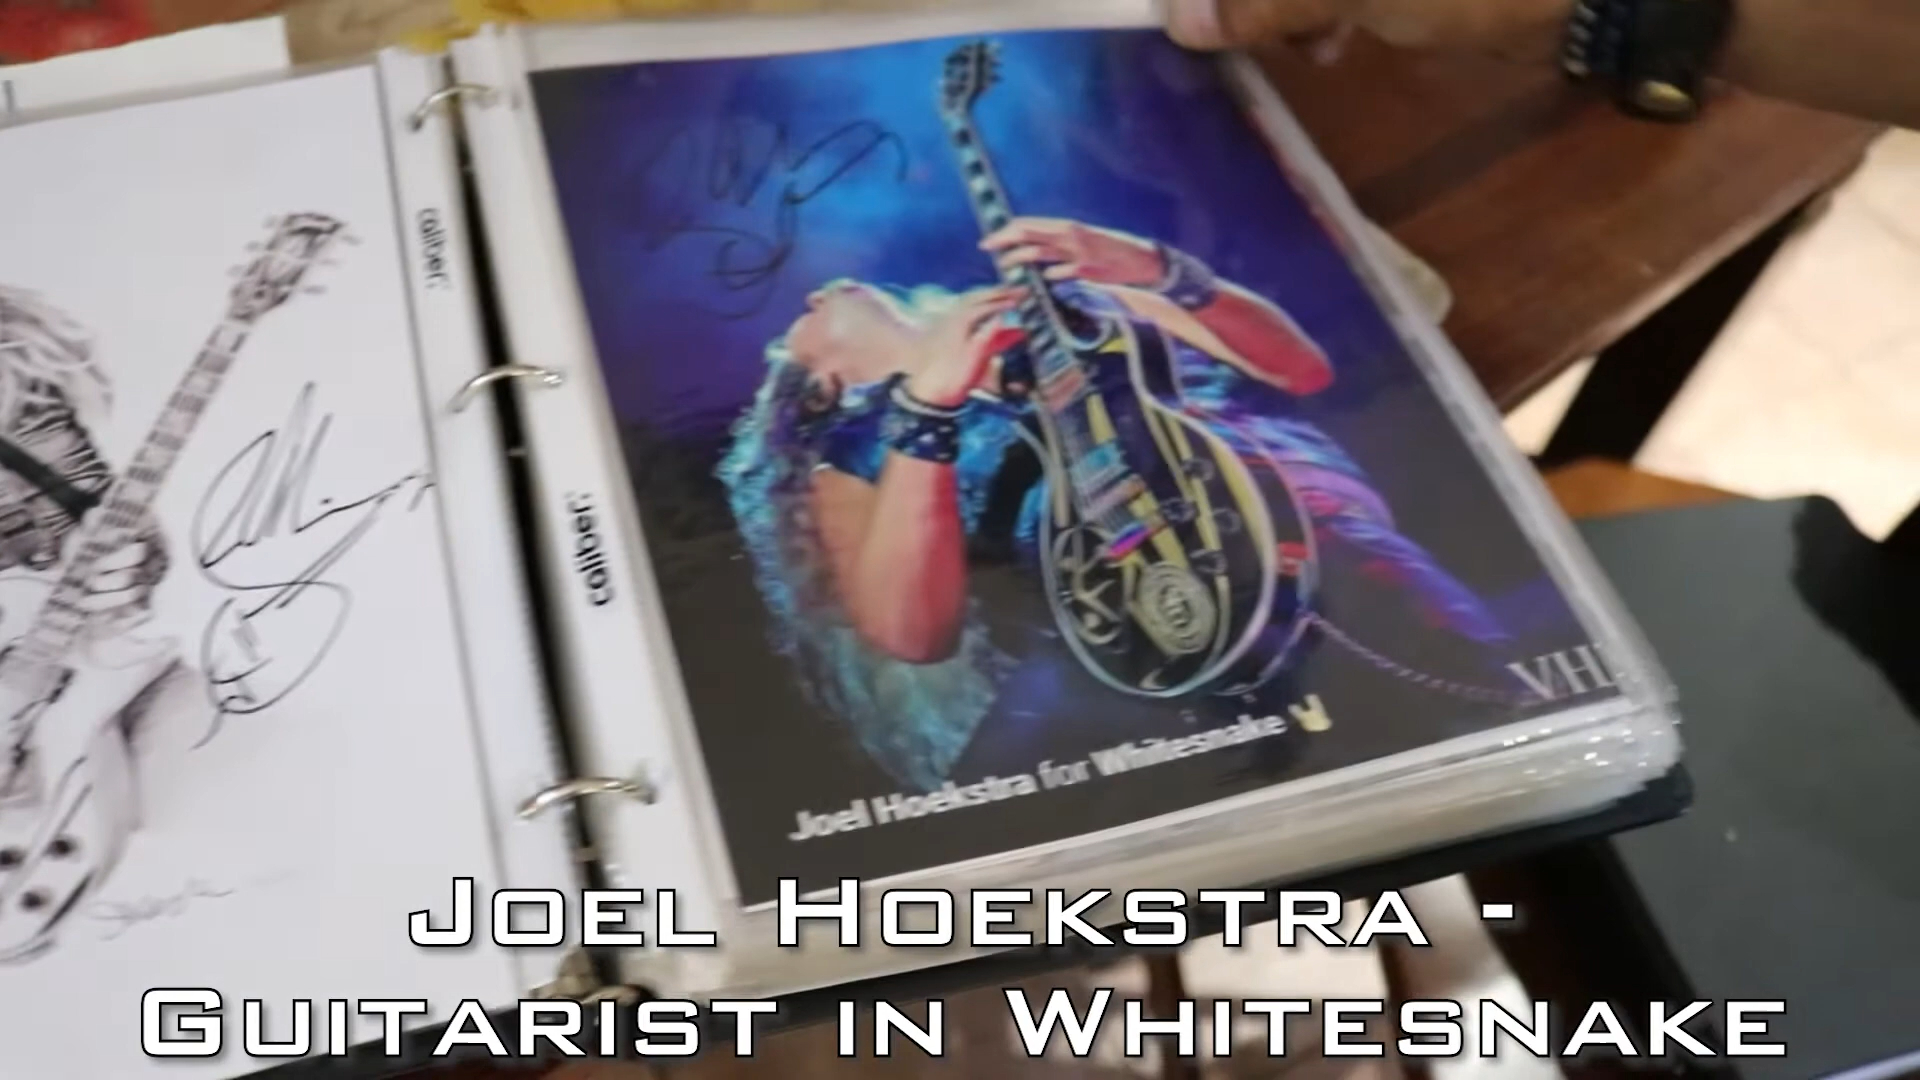 caliber
caliber
Joel Hoekstra for Whitesnake
VH
JOEL HOEKSTRA -
GUITARIST IN WHITESNAKE